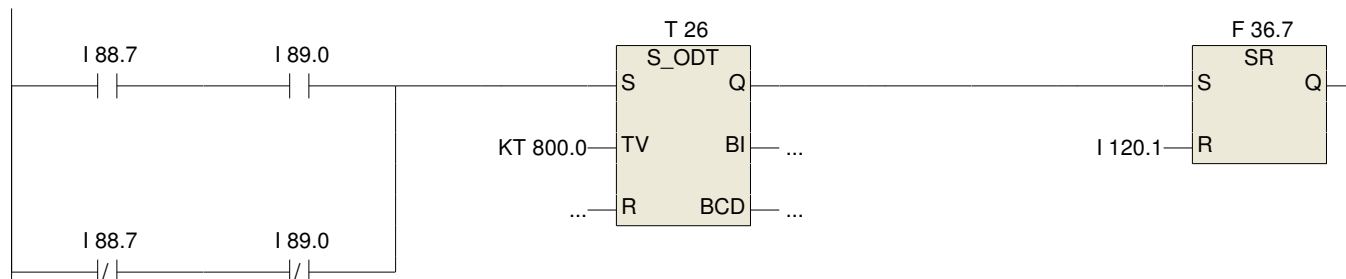 T 26
F 36.7
I 88.7 I 89.0
S_ODT
SR
S Q
S Q
KT 800.0 TV BI ...
I 120.1 R
... R BCD ...
I 88.7 I 89.0
/ /